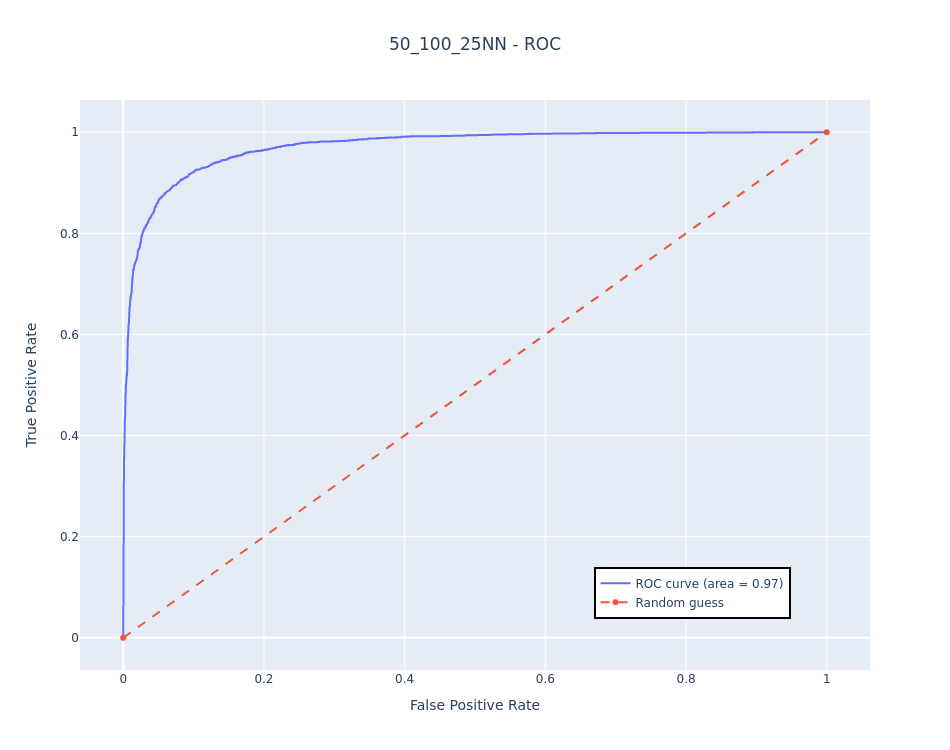 50_100_25NN - ROC
True Positive Rate
1
0.8
0.6
0.4
0.2
0
ROC curve (area = 0.97)
Random guess
0
0.2
0.4
0.6
0.8
1
False Positive Rate